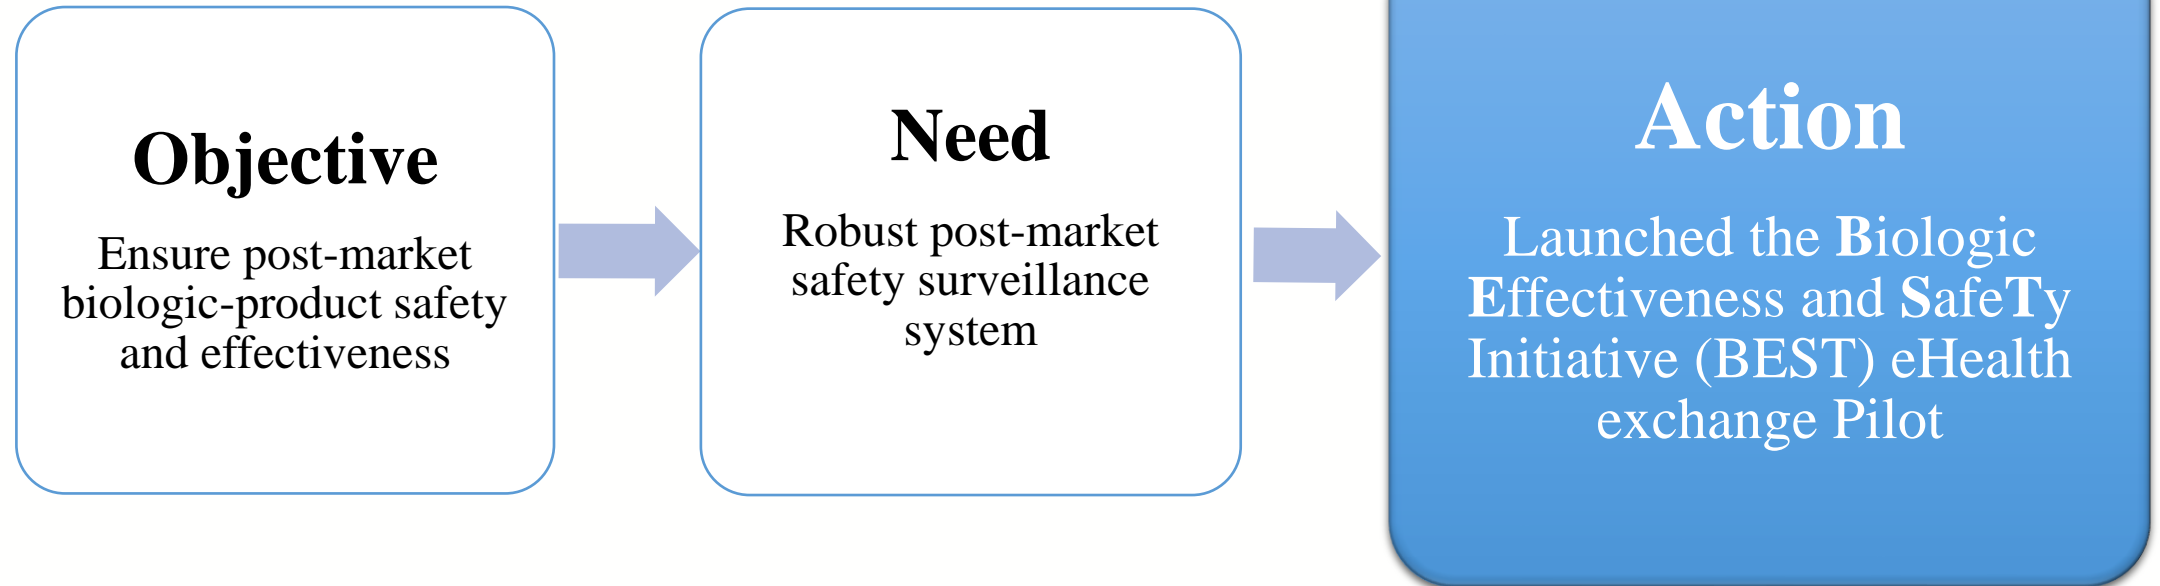 Objective
Ensure post-market
biologic-product safety
and effectiveness
Need
Robust post-market
safety surveillance
system
Action
Launched the Biologic
Effectiveness and SafeTy
Initiative (BEST) eHealth
exchange Pilot